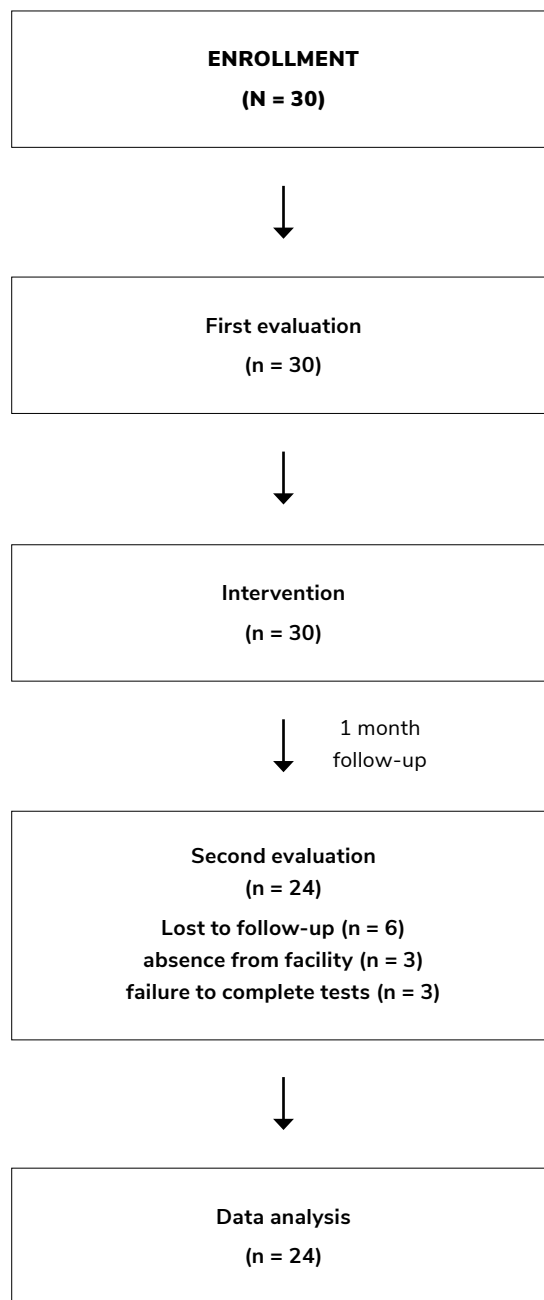 ENROLLMENT
(N = 30)
First evaluation
(n = 30)
Intervention
(n = 30)
1 month
follow-up
Second evaluation
(n = 24)
Lost to follow-up (n = 6)
absence from facility (n = 3)
failure to complete tests (n = 3)
Data analysis
(n = 24)